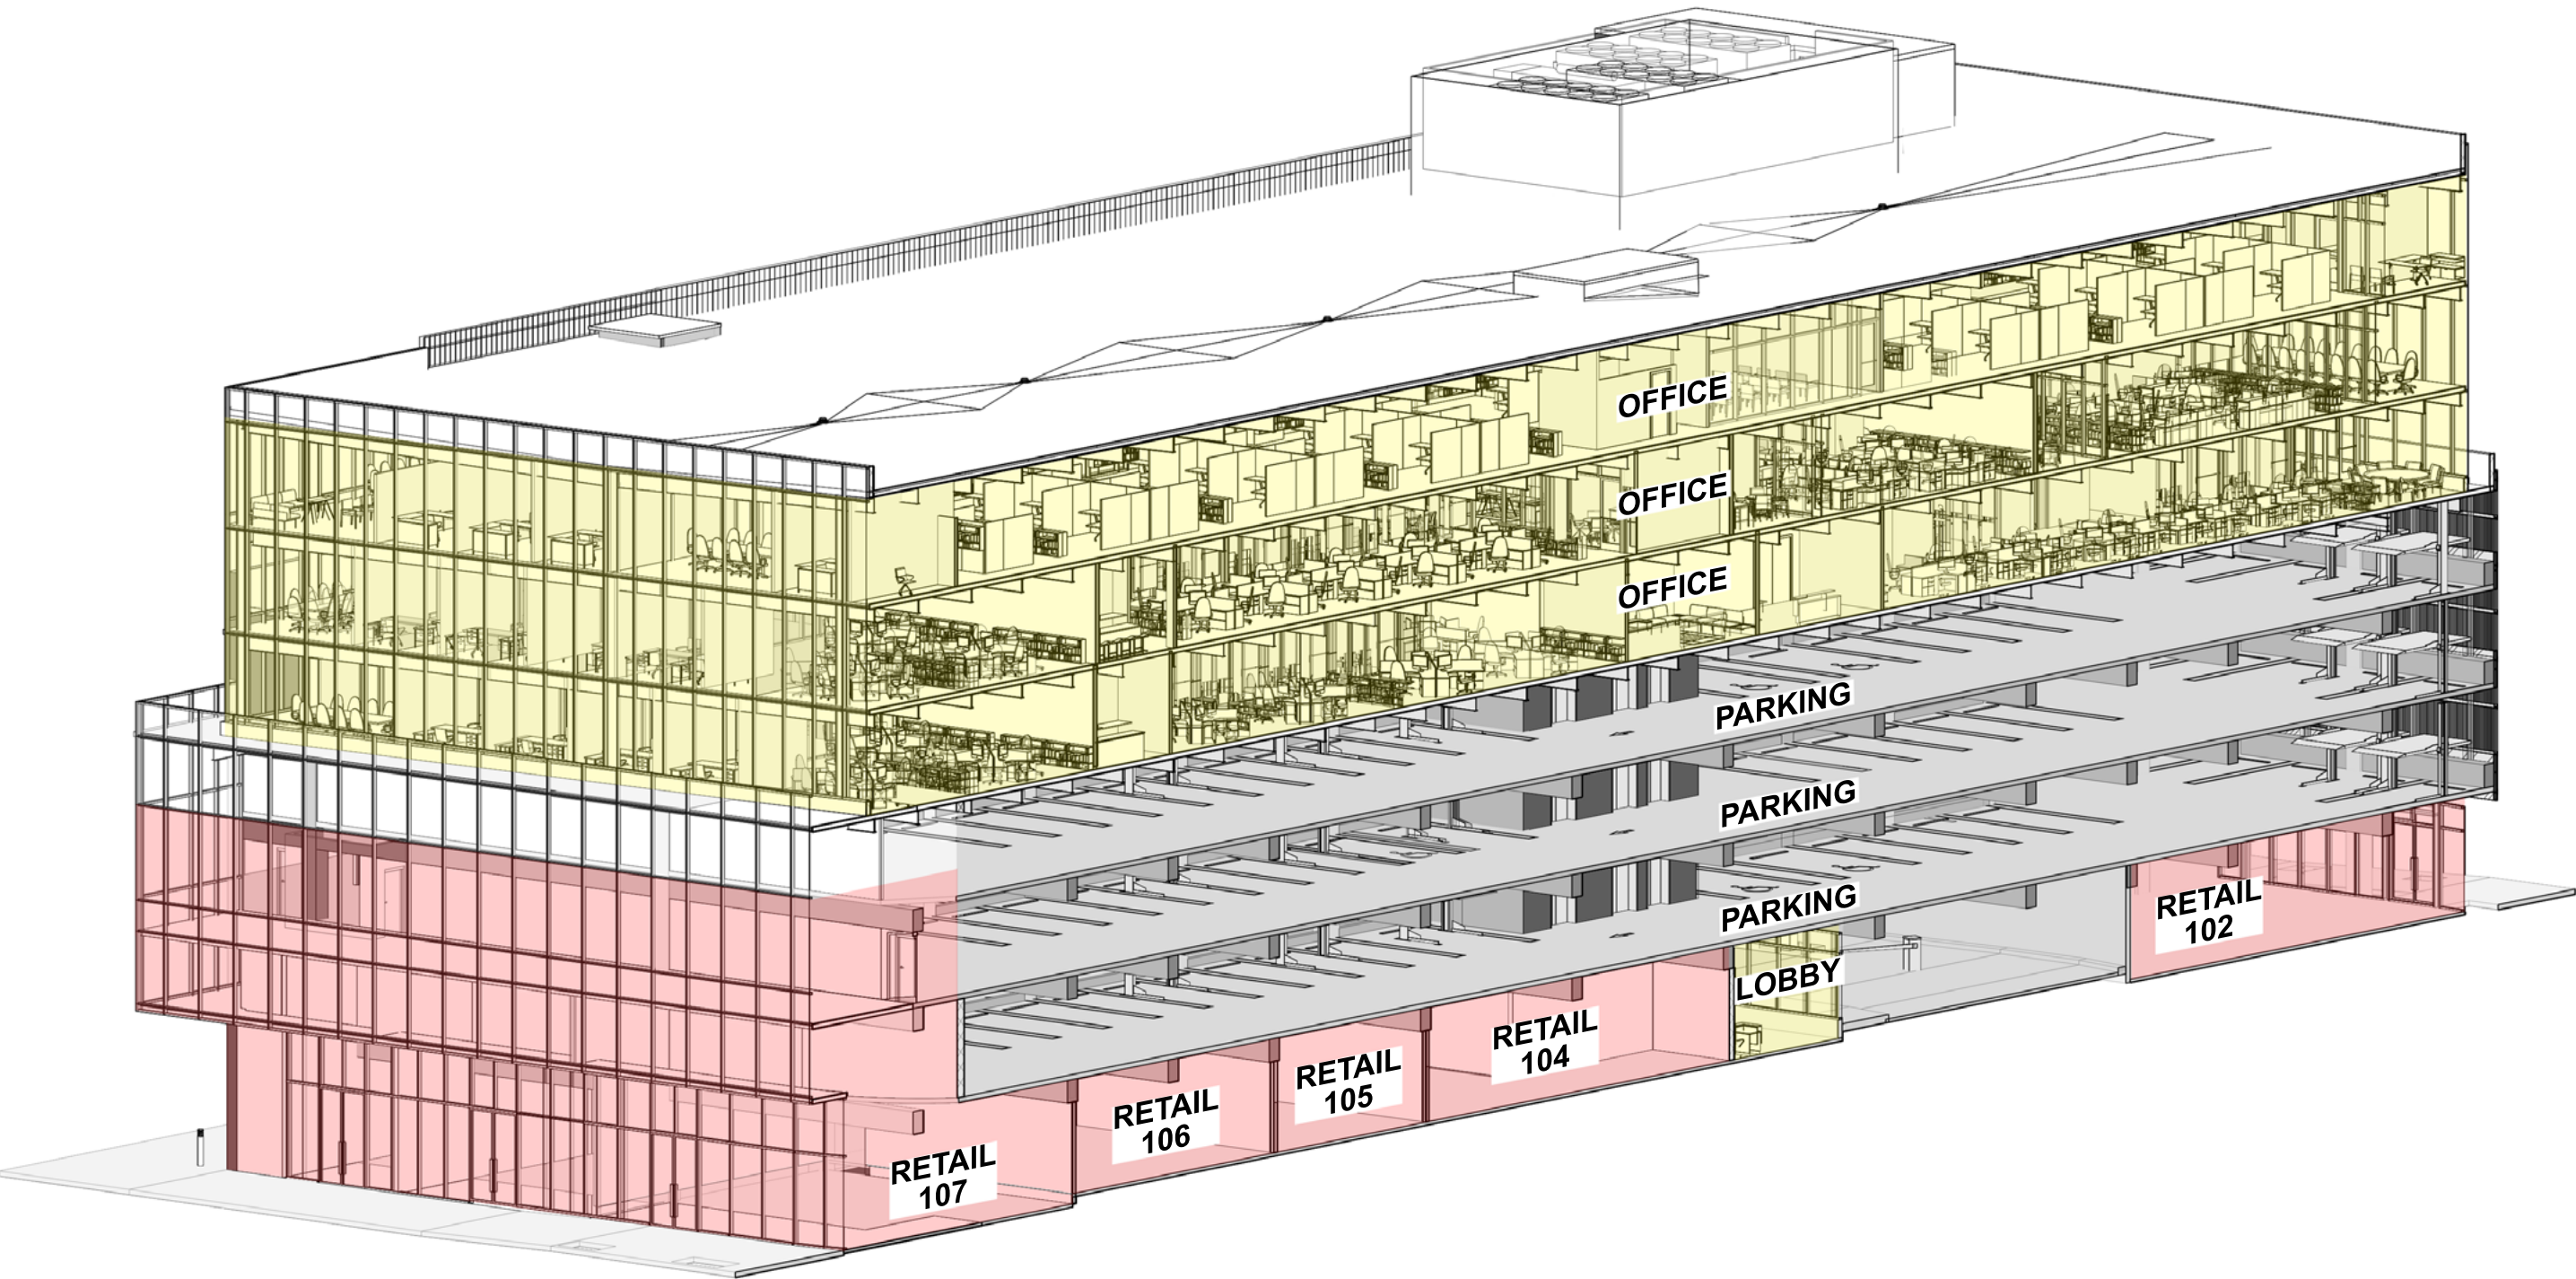 OFFICE
OFFICE
OFFICE
PARKING
PARKING
PARKING
RETAIL
102
LOBBY
RETAIL
104
RETAIL
105
RETAIL
106
RETAIL
107